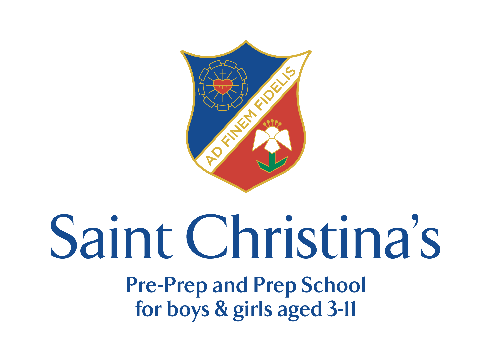 AD FINEM FIDELIS
Saint Christina's
Pre-Prep and Prep School
for boys & girls aged 3-11